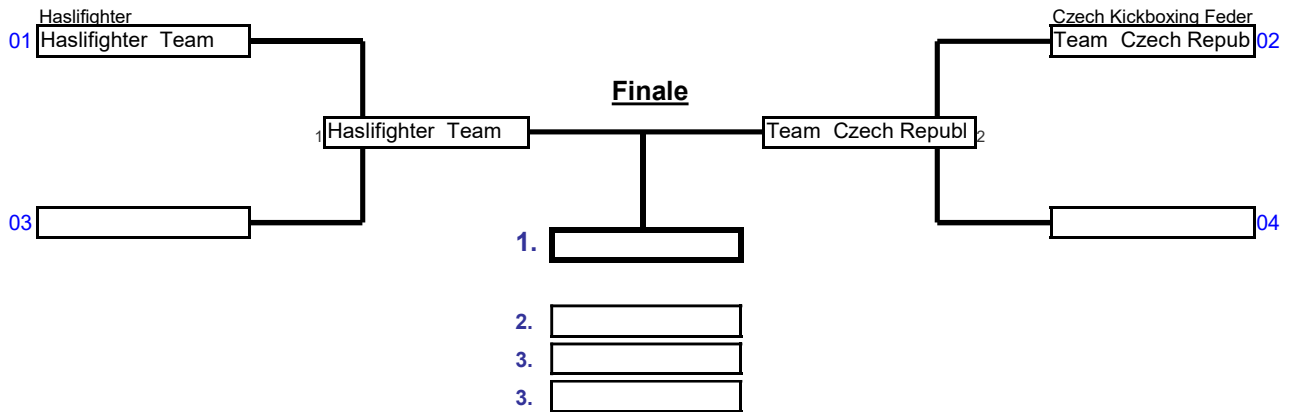 Haslifighter
01 Haslifighter Team
Czech Kickboxing Feder
Team Czech Repub 02
Finale
1 Haslifighter Team
Team Czech Republ 2
03
04
1.
2.
3.
3.